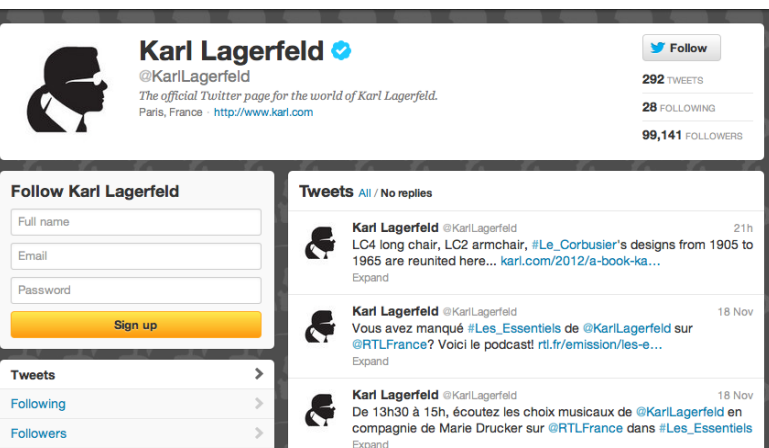 Karl Lagerfeld
@KarlLagerfeld
The official Twitter page for the world of Karl Lagerfeld.
Paris, France · http://www.karl.com
Follow
292 TWEETS
28 FOLLOWING
99,141 FOLLOWERS
Follow Karl Lagerfeld
Full name
Email
Password
Sign up
Tweets
Following
Followers
Tweets All / No replies
Karl Lagerfeld @KarlLagerfeld 21h
LC4 long chair, LC2 armchair, #Le_Corbusier's designs from 1905 to
1965 are reunited here... karl.com/2012/a-book-ka…
Expand
Karl Lagerfeld @KarlLagerfeld 18 Nov
Vous avez manqué #Les_Essentiels de @KarlLagerfeld sur
@RTLFrance? Voici le podcast! rtl.fr/emission/les-e…
Expand
Karl Lagerfeld @KarlLagerfeld 18 Nov
De 13h30 à 15h, écoutez les choix musicaux de @KarlLagerfeld en
compagnie de Marie Drucker sur @RTLFrance dans #Les_Essentiels
Expand